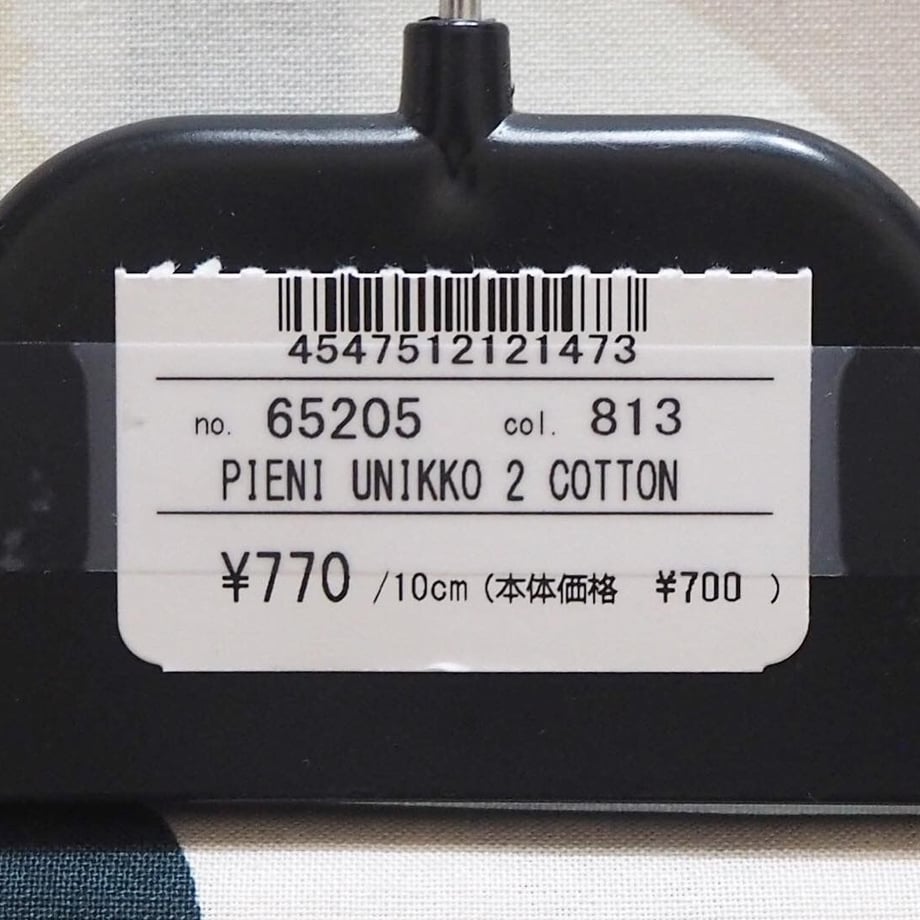 4547512121473
no. 65205 col. 813
PIENI UNIKKO 2 COTTON
¥770 /10cm (本体価格 ¥700 )